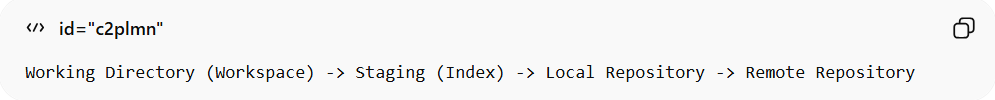 </> id="c2plmn"
Working Directory (Workspace) -> Staging (Index) -> Local Repository -> Remote Repository